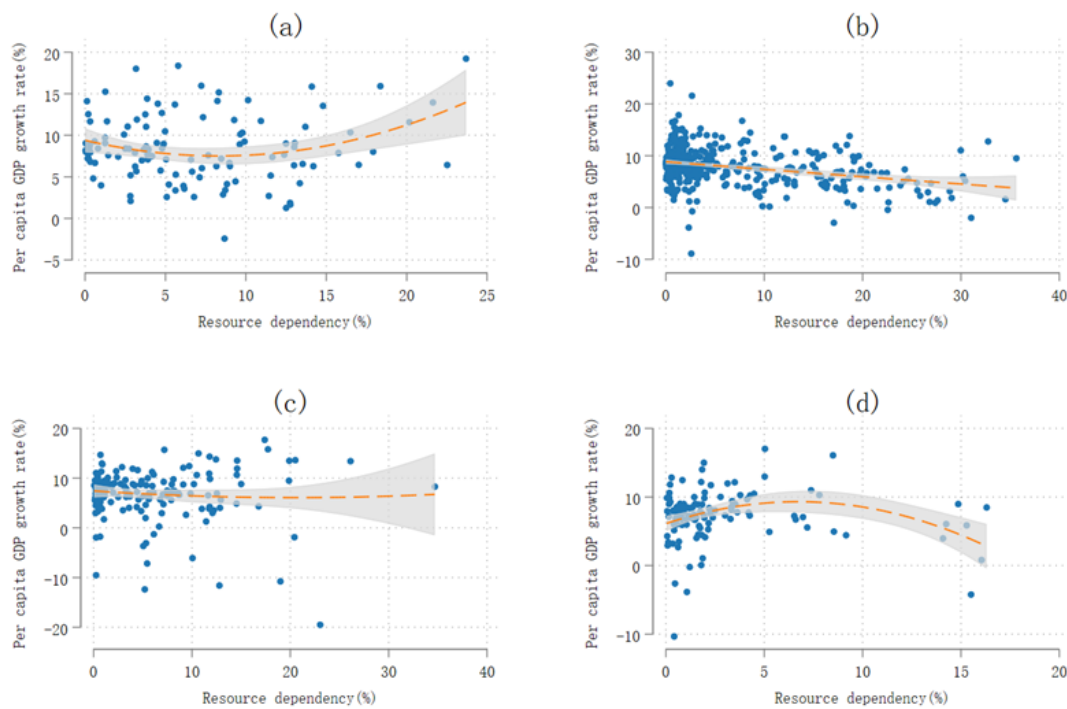 (a)
Per capita GDP growth rate(%)
20
15
10
5
0
-5
0 5 10 15 20 25
Resource dependency(%)
(b)
Per capita GDP growth rate(%)
30
20
10
0
-10
0 10 20 30 40
Resource dependency(%)
(c)
Per capita GDP growth rate(%)
20
10
0
-10
-20
0 10 20 30 40
Resource dependency(%)
(d)
Per capita GDP growth rate(%)
20
10
0
-10
0 5 10 15 20
Resource dependency(%)